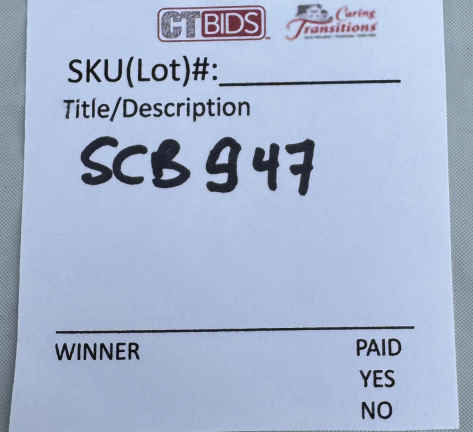 CTBIDS Caring Transitions
SKU(Lot)#:
Title/Description
SCB 947
WINNER PAID
YES
NO